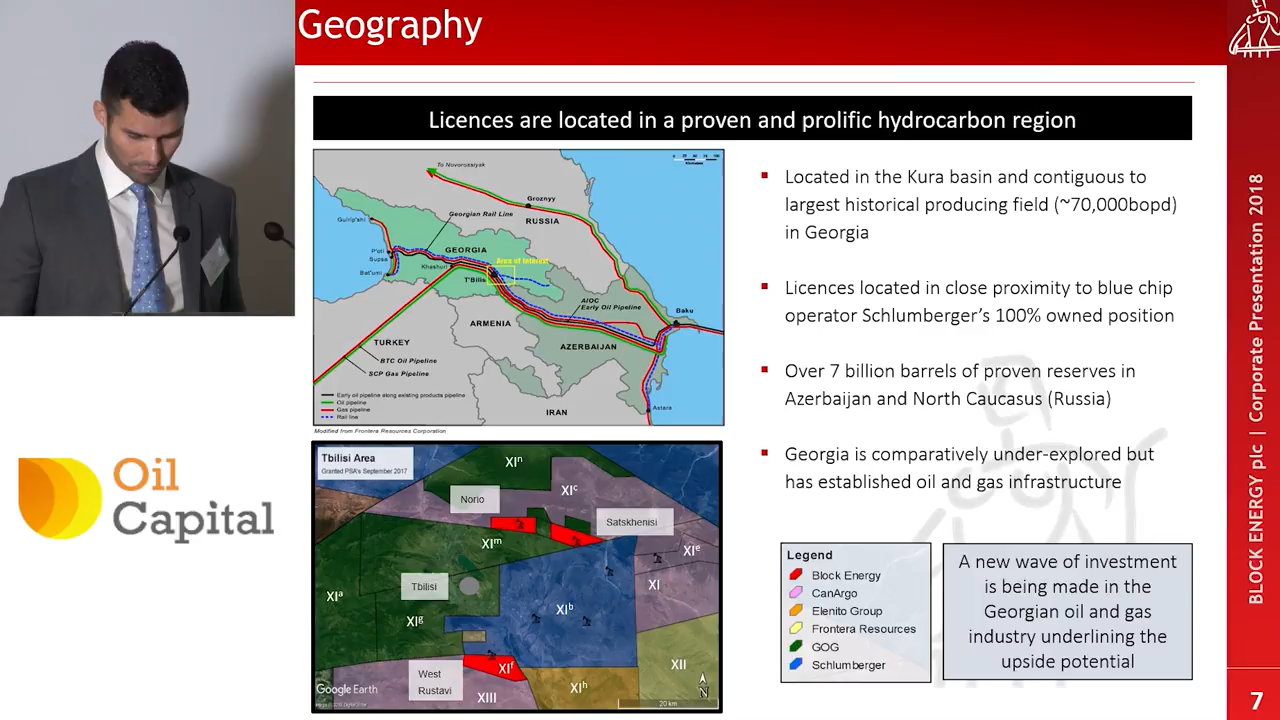 Geography
Licences are located in a proven and prolific hydrocarbon region
To Novorossiysk
Groznyy
RUSSIA
Gulrip'shi
Georgian Rail Line
GEORGIA
P'oti
Supsa
Bat'umi
Khashuri
T'Bilisi
Area of Interest
AIOC
Early Oil Pipeline
Baku
ARMENIA
AZERBAIJAN
TURKEY
BTC Oil Pipeline
SCP Gas Pipeline
IRAN
Astara
Early oil pipeline along existing products pipeline
Oil pipeline
Gas pipeline
Rail line
Modified from Frontera Resources Corporation
Located in the Kura basin and contiguous to
largest historical producing field (~70,000bopd)
in Georgia
Licences located in close proximity to blue chip
operator Schlumberger's 100% owned position
Over 7 billion barrels of proven reserves in
Azerbaijan and North Caucasus (Russia)
Georgia is comparatively under-explored but
has established oil and gas infrastructure
Tbilisi Area
Granted PSA's September 2017
XIⁿ
Norio
XIᶜ
Satskhenisi
XIᵐ
XIᵉ
XI
Tbilisi
XIᵃ
XIᵇ
XIᵍ
West
Rustavi
XIᶠ
XII
XIII
XIʰ
Google Earth
N
20 km
Legend
Block Energy
CanArgo
Elenito Group
Frontera Resources
GOG
Schlumberger
A new wave of investment
is being made in the
Georgian oil and gas
industry underlining the
upside potential
BLOCK ENERGY plc | Corporate Presentation 2018
7
Oil
Capital